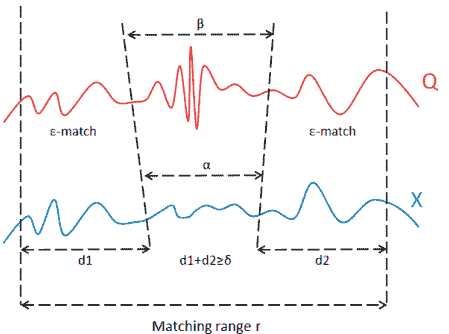 β
Q
ε-match
ε-match
α
X
d1
d1+d2≥δ
d2
Matching range r